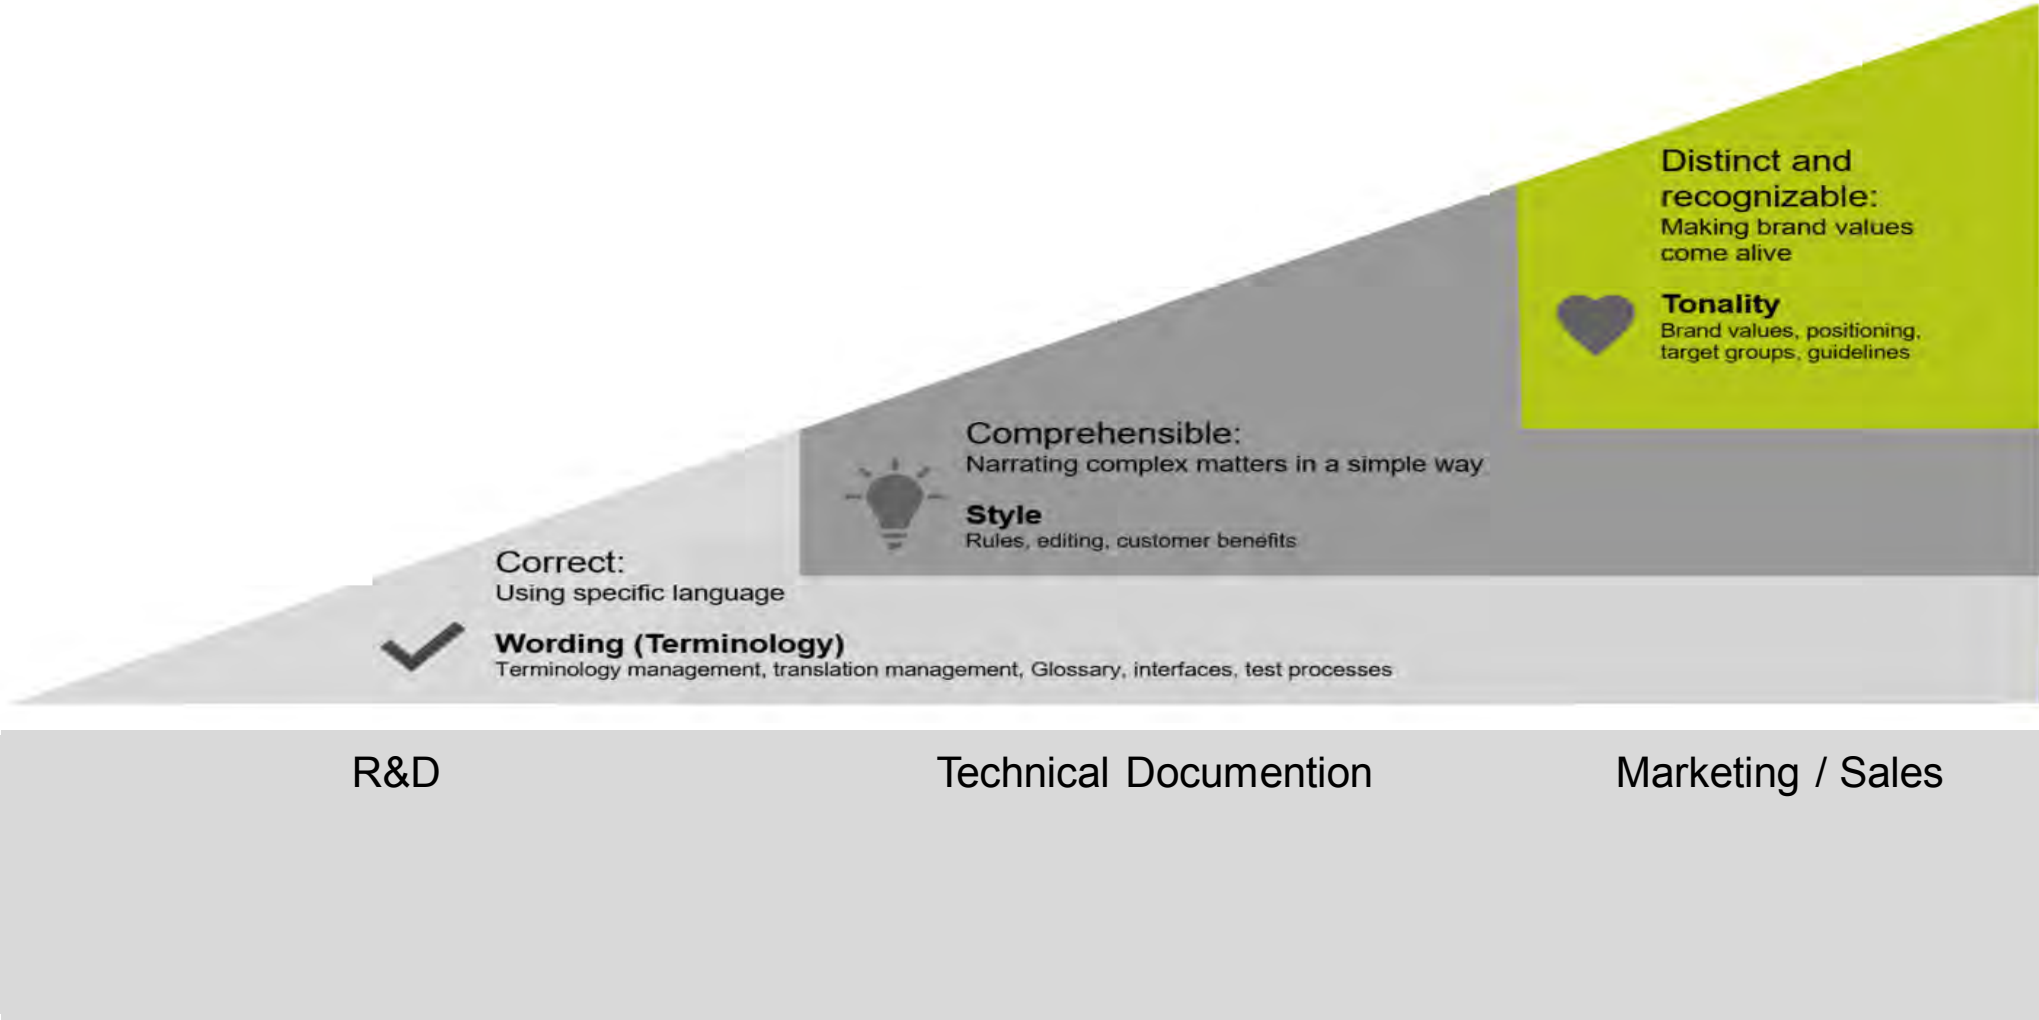 Distinct and
recognizable:
Making brand values
come alive
Tonality
Brand values, positioning,
target groups, guidelines
Comprehensible:
Narrating complex matters in a simple way
Style
Rules, editing, customer benefits
Correct:
Using specific language
Wording (Terminology)
Terminology management, translation management, Glossary, interfaces, test processes
R&D
Technical Documention
Marketing / Sales